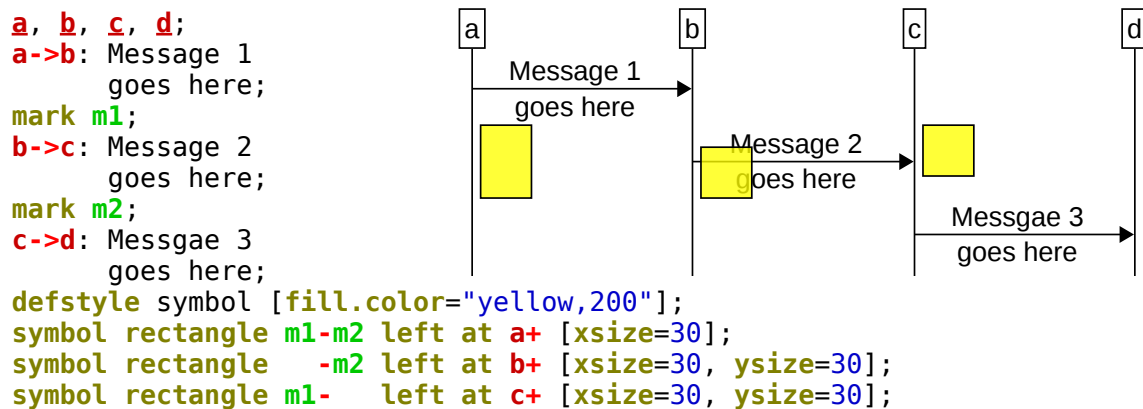 a, b, c, d;
a->b: Message 1
goes here;
mark m1;
b->c: Message 2
goes here;
mark m2;
c->d: Messgae 3
goes here;
defstyle symbol [fill.color="yellow,200"];
symbol rectangle m1-m2 left at a+ [xsize=30];
symbol rectangle -m2 left at b+ [xsize=30, ysize=30];
symbol rectangle m1- left at c+ [xsize=30, ysize=30];
a b c d
Message 1
goes here
Message 2
goes here
Messgae 3
goes here